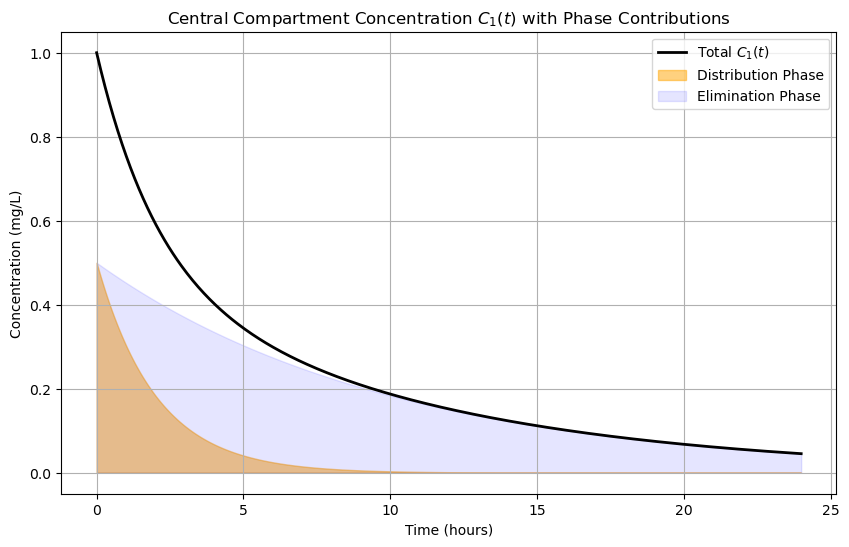 Central Compartment Concentration $C_1(t)$ with Phase Contributions
Total $C_1(t)$
Distribution Phase
Elimination Phase
Concentration (mg/L)
1.0
0.8
0.6
0.4
0.2
0.0
0 5 10 15 20 25
Time (hours)